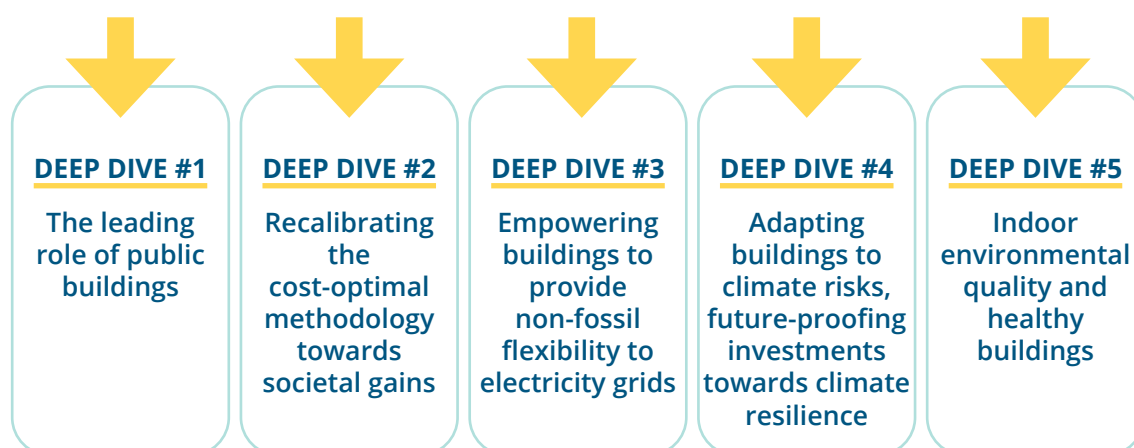 DEEP DIVE #1
The leading
role of public
buildings
DEEP DIVE #2
Recalibrating
the
cost-optimal
methodology
towards
societal gains
DEEP DIVE #3
Empowering
buildings to
provide
non-fossil
flexibility to
electricity grids
DEEP DIVE #4
Adapting
buildings to
climate risks,
future-proofing
investments
towards climate
resilience
DEEP DIVE #5
Indoor
environmental
quality and
healthy
buildings